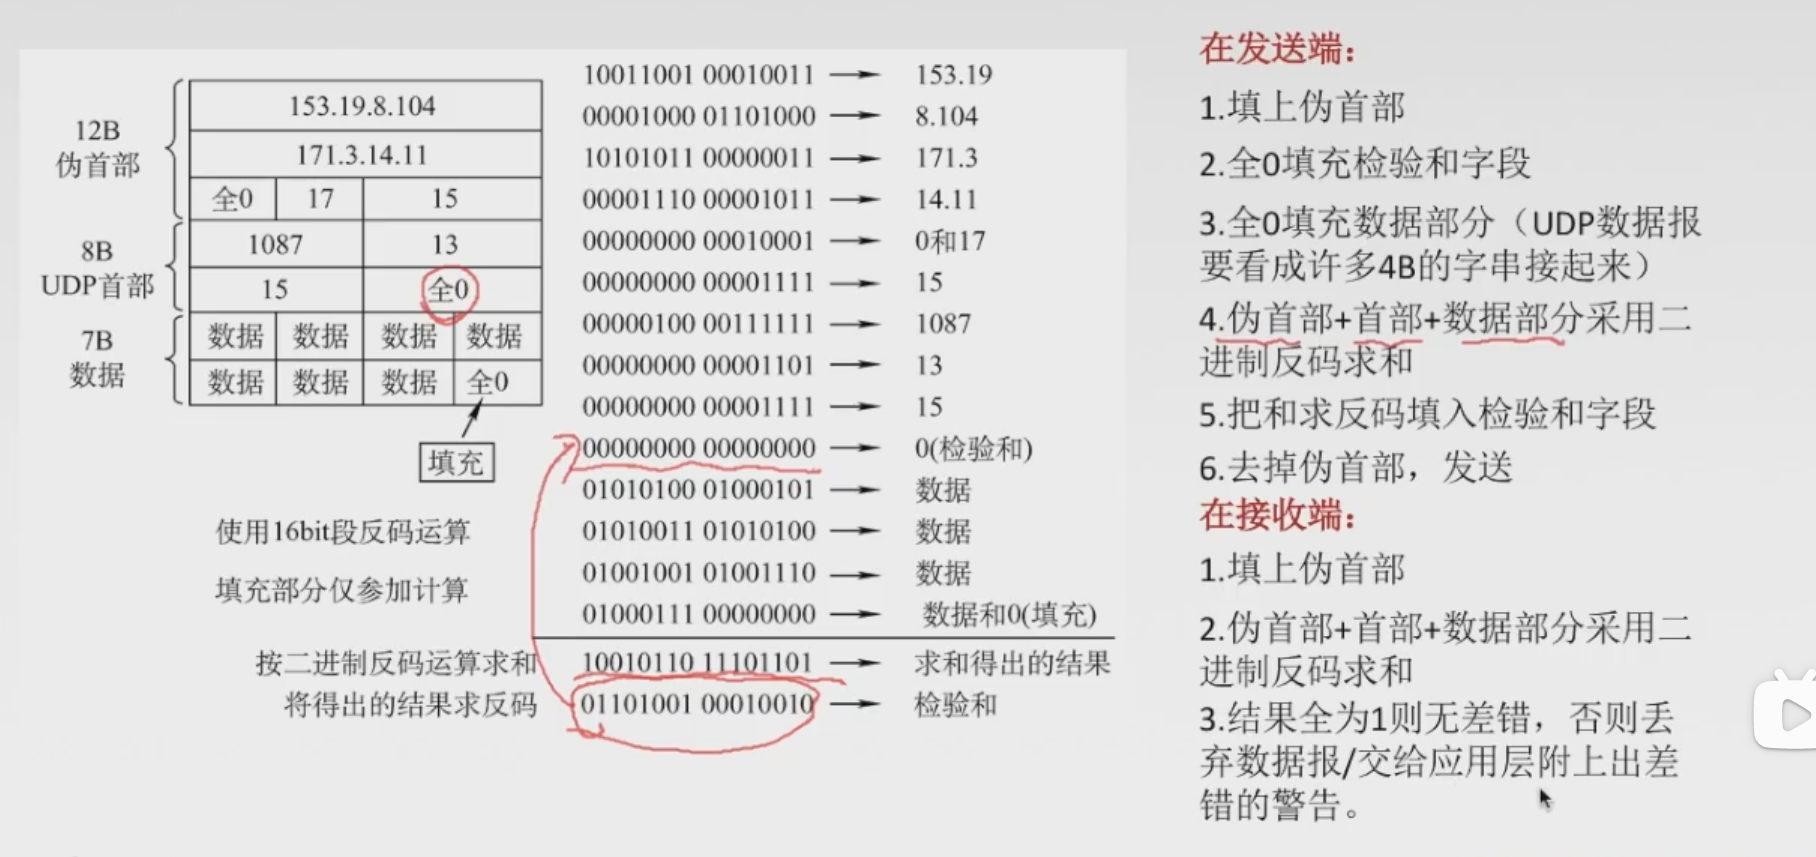 153.19.8.104
171.3.14.11
全0 17 15
1087 13
15 全0
数据 数据 数据 数据
数据 数据 数据 全0
12B
伪首部
8B
UDP首部
7B
数据
填充
使用16bit段反码运算
填充部分仅参加计算
10011001 00010011 → 153.19
00001000 01101000 → 8.104
10101011 00000011 → 171.3
00001110 00001011 → 14.11
00000000 00010001 → 0和17
00000000 00001111 → 15
00000100 00111111 → 1087
00000000 00001101 → 13
00000000 00001111 → 15
00000000 00000000 → 0(检验和)
01010100 01000101 → 数据
01010011 01010100 → 数据
01001001 01001110 → 数据
01000111 00000000 → 数据和0(填充)
按二进制反码运算求和 10010110 11101101 → 求和得出的结果
将得出的结果求反码 01101001 00010010 → 检验和
在发送端：
1.填上伪首部
2.全0填充检验和字段
3.全0填充数据部分（UDP数据报
要看成许多4B的字串接起来）
4.伪首部+首部+数据部分采用二
进制反码求和
5.把和求反码填入检验和字段
6.去掉伪首部，发送
在接收端：
1.填上伪首部
2.伪首部+首部+数据部分采用二
进制反码求和
3.结果全为1则无差错，否则丢
弃数据报/交给应用层附上出差
错的警告。